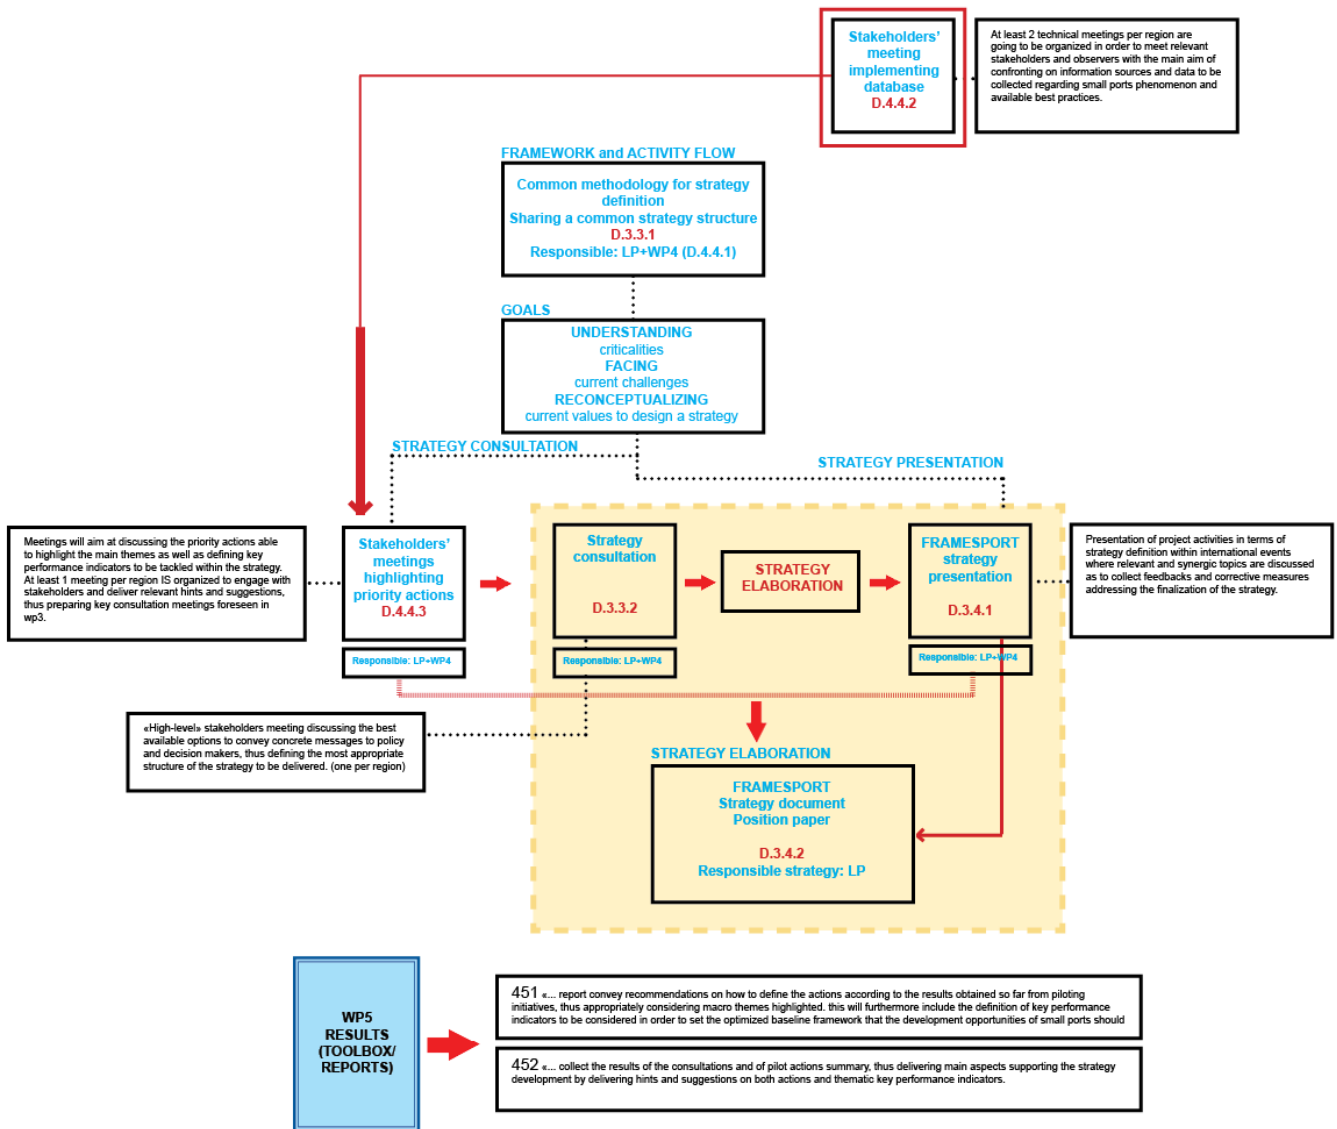 Stakeholders'
meeting
implementing
database
D.4.4.2
At least 2 technical meetings per region are
going to be organized in order to meet relevant
stakeholders and observers with the main aim of
confronting on information sources and data to be
collected regarding small ports phenomenon and
available best practices.
FRAMEWORK and ACTIVITY FLOW
Common methodology for strategy
definition
Sharing a common strategy structure
D.3.3.1
Responsible: LP+WP4 (D.4.4.1)
GOALS
UNDERSTANDING
criticalities
FACING
current challenges
RECONCEPTUALIZING
current values to design a strategy
STRATEGY CONSULTATION
STRATEGY PRESENTATION
Meetings will aim at discussing the priority actions able
to highlight the main themes as well as defining key
performance indicators to be tackled within the strategy.
At least 1 meeting per region IS organized to engage with
stakeholders and deliver relevant hints and suggestions,
thus preparing key consultation meetings foreseen in
wp3.
Stakeholders'
meetings
highlighting
priority actions
D.4.4.3
Responsible: LP+WP4
Strategy
consultation
D.3.3.2
Responsible: LP+WP4
STRATEGY
ELABORATION
FRAMESPORT
strategy
presentation
D.3.4.1
Responsible: LP+WP4
Presentation of project activities in terms of
strategy definition within international events
where relevant and synergic topics are discussed
as to collect feedbacks and corrective measures
addressing the finalization of the strategy.
«High-level» stakeholders meeting discussing the best
available options to convey concrete messages to policy
and decision makers, thus defining the most appropriate
structure of the strategy to be delivered. (one per region)
STRATEGY ELABORATION
FRAMESPORT
Strategy document
Position paper
D.3.4.2
Responsible strategy: LP
WP5
RESULTS
(TOOLBOX/
REPORTS)
451 «... report convey recommendations on how to define the actions according to the results obtained so far from piloting
initiatives, thus appropriately considering macro themes highlighted. this will furthermore include the definition of key performance
indicators to be considered in order to set the optimized baseline framework that the development opportunities of small ports should
452 «... collect the results of the consultations and of pilot actions summary, thus delivering main aspects supporting the strategy
development by delivering hints and suggestions on both actions and thematic key performance indicators.